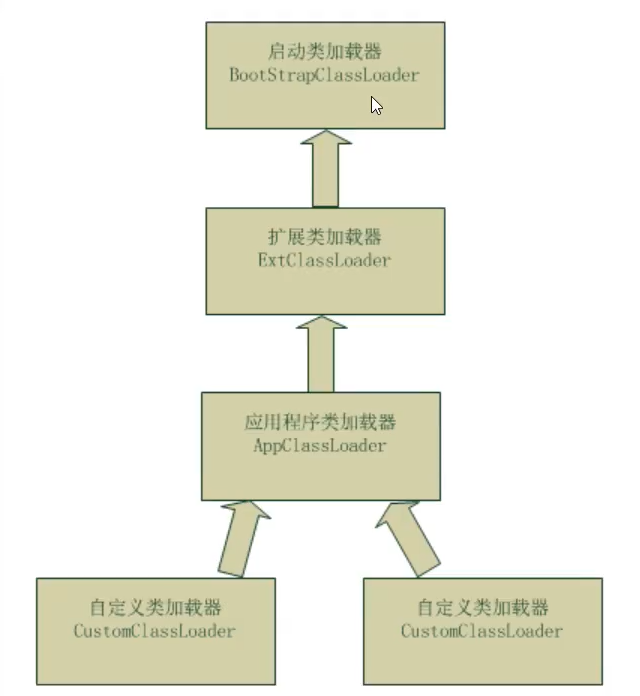 启动类加载器
BootStrapClassLoader
扩展类加载器
ExtClassLoader
应用程序类加载器
AppClassLoader
自定义类加载器
CustomClassLoader
自定义类加载器
CustomClassLoader